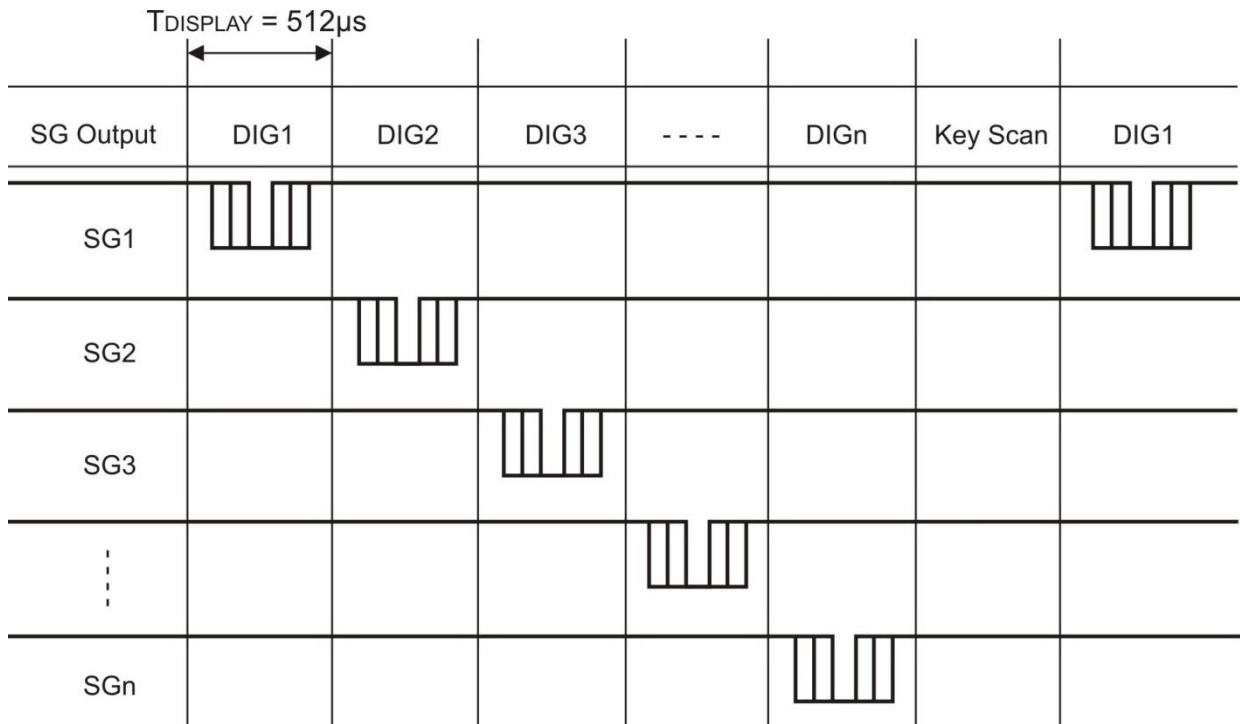 TDISPLAY = 512µs
SG Output DIG1 DIG2 DIG3 - - - - DIGn Key Scan DIG1
SG1
SG2
SG3
SGn